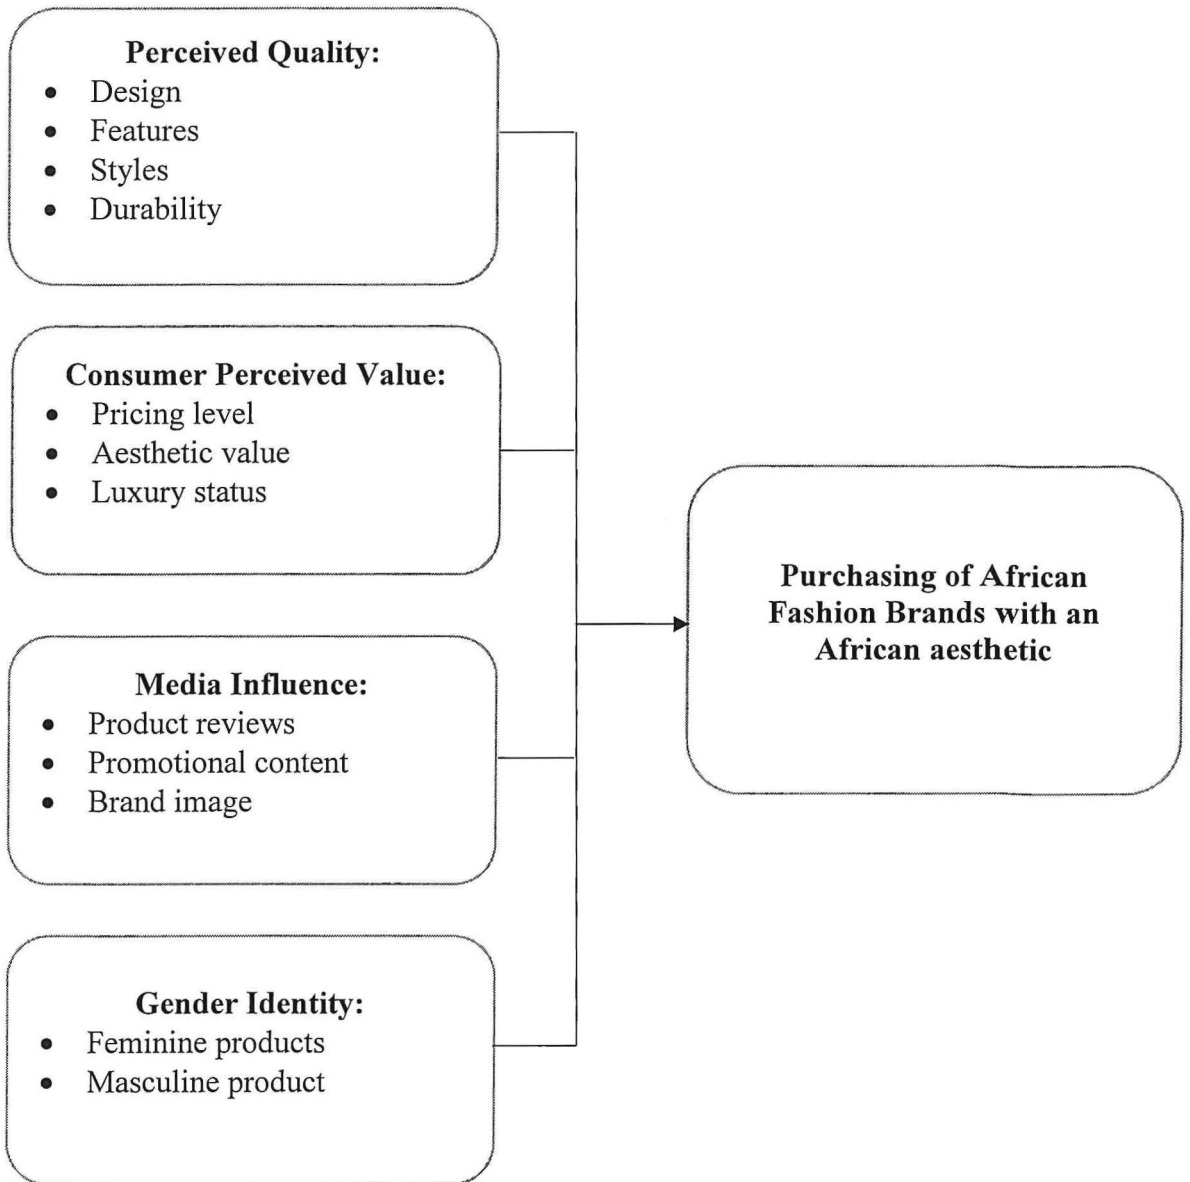 Perceived Quality:
• Design
• Features
• Styles
• Durability
Consumer Perceived Value:
• Pricing level
• Aesthetic value
• Luxury status
Media Influence:
• Product reviews
• Promotional content
• Brand image
Gender Identity:
• Feminine products
• Masculine product
Purchasing of African
Fashion Brands with an
African aesthetic